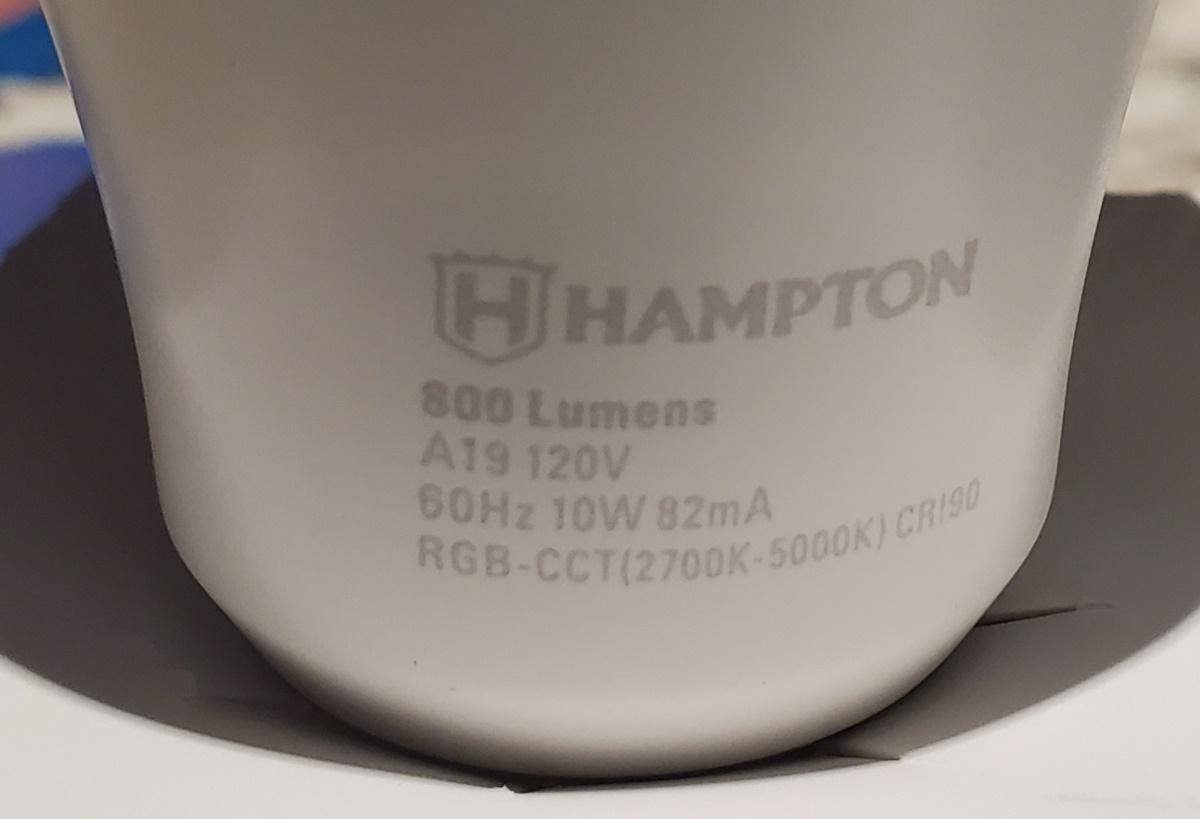 H HAMPTON
800 Lumens
A19 120V
60Hz 10W 82mA
RGB-CCT(2700K-5000K) CRI90